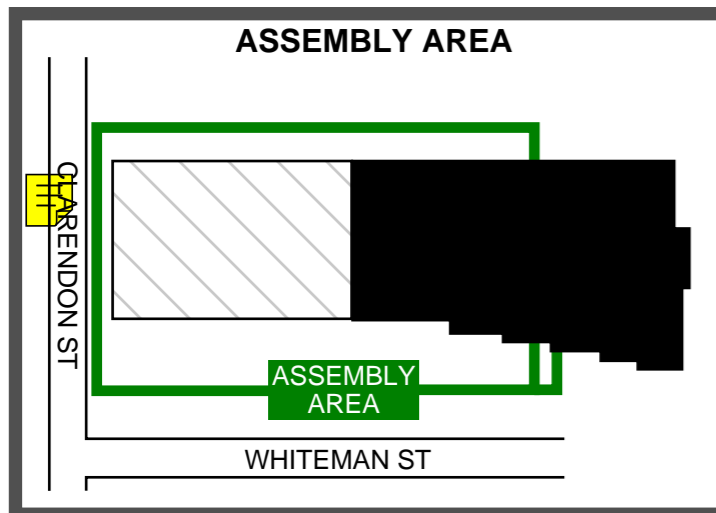 ASSEMBLY AREA
CLARENDON ST
ASSEMBLY
AREA
WHITEMAN ST